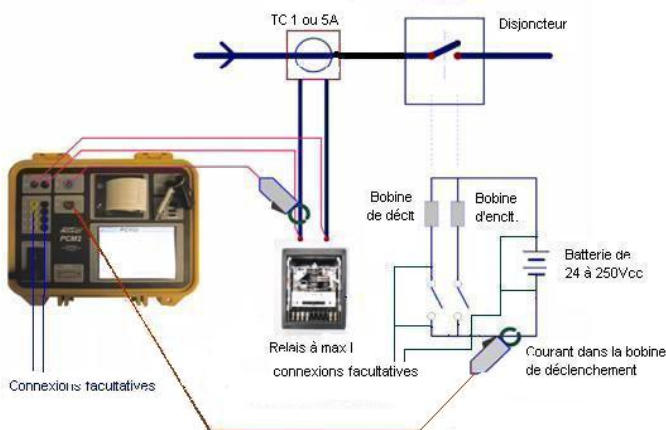 TC 1 ou 5A
Disjoncteur
Bobine
de déclt
Bobine
d'enclt.
Batterie de
24 à 250Vcc
PCM2
Relais à max I
connexions facultatives
Courant dans la bobine
de déclenchement
Connexions facultatives